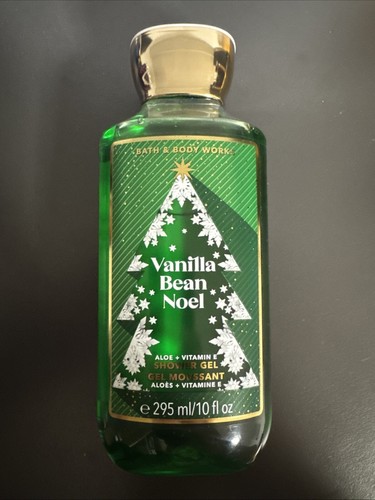 BATH & BODY WORKS
Vanilla
Bean
Noel
ALOE + VITAMIN E
SHOWER GEL
GEL MOUSSANT
ALOÈS + VITAMINE E
℮ 295 ml/10 fl oz